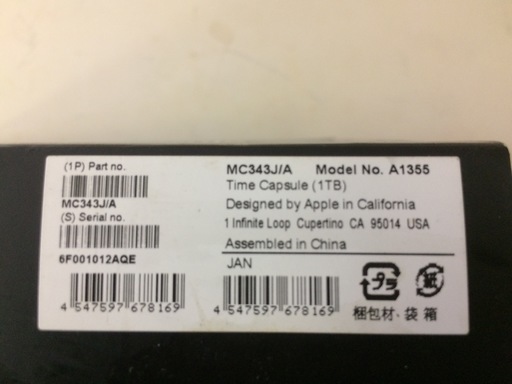 (1P) Part no.
MC343J/A
(S) Serial no.
6F001012AQE
4 547597 678169
MC343J/A Model No. A1355
Time Capsule (1TB)
Designed by Apple in California
1 Infinite Loop Cupertino CA 95014 USA
Assembled in China
JAN
4 547597 678169
プラ
紙
梱包材、袋 箱